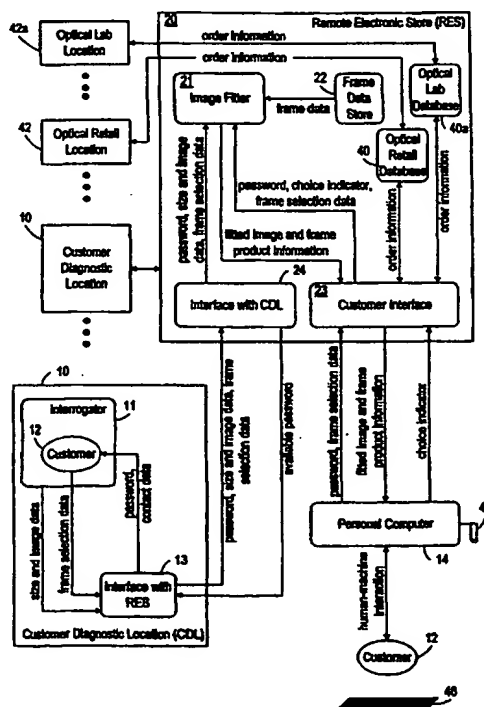 42a
Optical Lab
Location
42
Optical Retail
Location
10
Customer
Diagnostic
Location
order information
order information
20
Remote Electronic Store (RES)
21
Image Fitter
22
Frame
Data
Store
frame data
Optical
Lab
Database
40a
40
Optical
Retail
Database
password, size and image
data, frame selection data
password, choice indicator,
frame selection data
fitted image and frame
product information
order information
order information
24
Interface with CDL
23
Customer Interface
10
Interrogator
11
12
Customer
size and image data
frame selection data
password,
contact data
13
Interface with
RES
Customer Diagnostic Location (CDL)
password, size and image data, frame
selection data
available password
password, frame selection data
fitted image and frame
product information
choice indicator
Personal Computer
14
human-machine
interaction
Customer
12
46